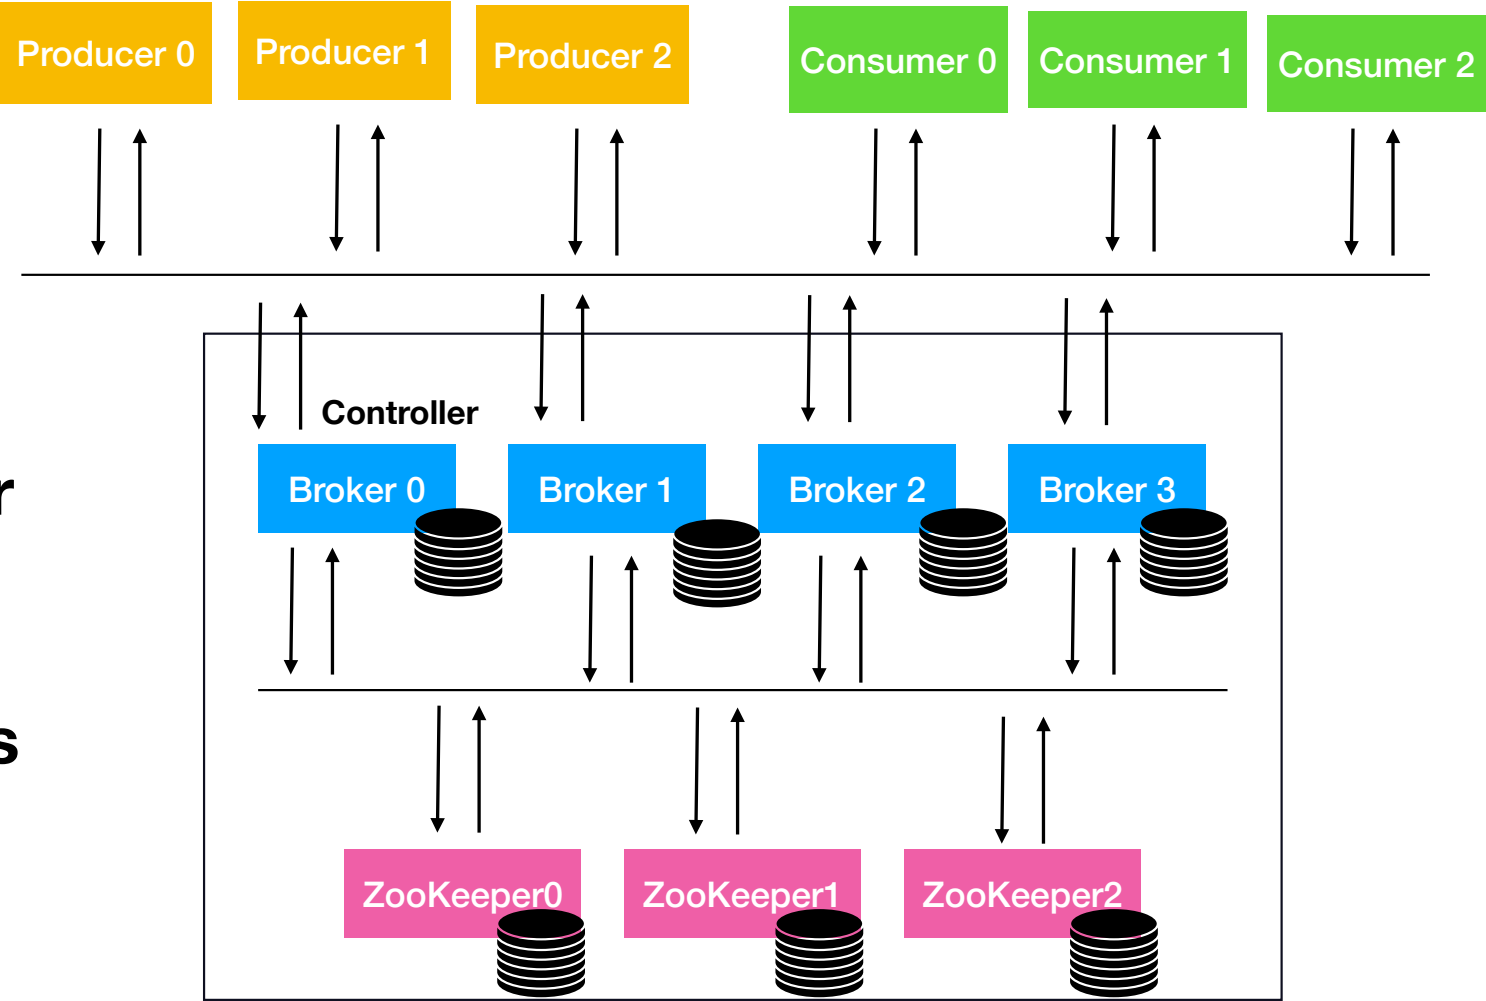 Producer 0
Producer 1
Producer 2
Consumer 0
Consumer 1
Consumer 2
Controller
Broker 0
Broker 1
Broker 2
Broker 3
s
ZooKeeper0
ZooKeeper1
ZooKeeper2